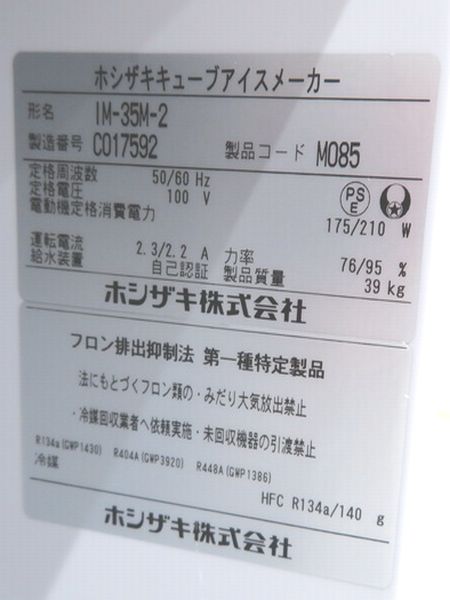 ホシザキキューブアイスメーカー
形名 IM-35M-2
製造番号 C017592 製品コード M085
定格周波数 50/60 Hz
定格電圧 100 V
PS E
電動機定格消費電力 175/210 W
運転電流 2.3/2.2 A 力率 76/95 %
給水装置 自己認証 製品質量 39 kg
ホシザキ株式会社
フロン排出抑制法 第一種特定製品
法にもとづくフロン類の・みだり大気放出禁止
・冷媒回収業者へ依頼実施・未回収機器の引渡禁止
R134a(GWP1430) R404A(GWP3920) R448A(GWP1386)
冷媒 HFC R134a/140 g
ホシザキ株式会社